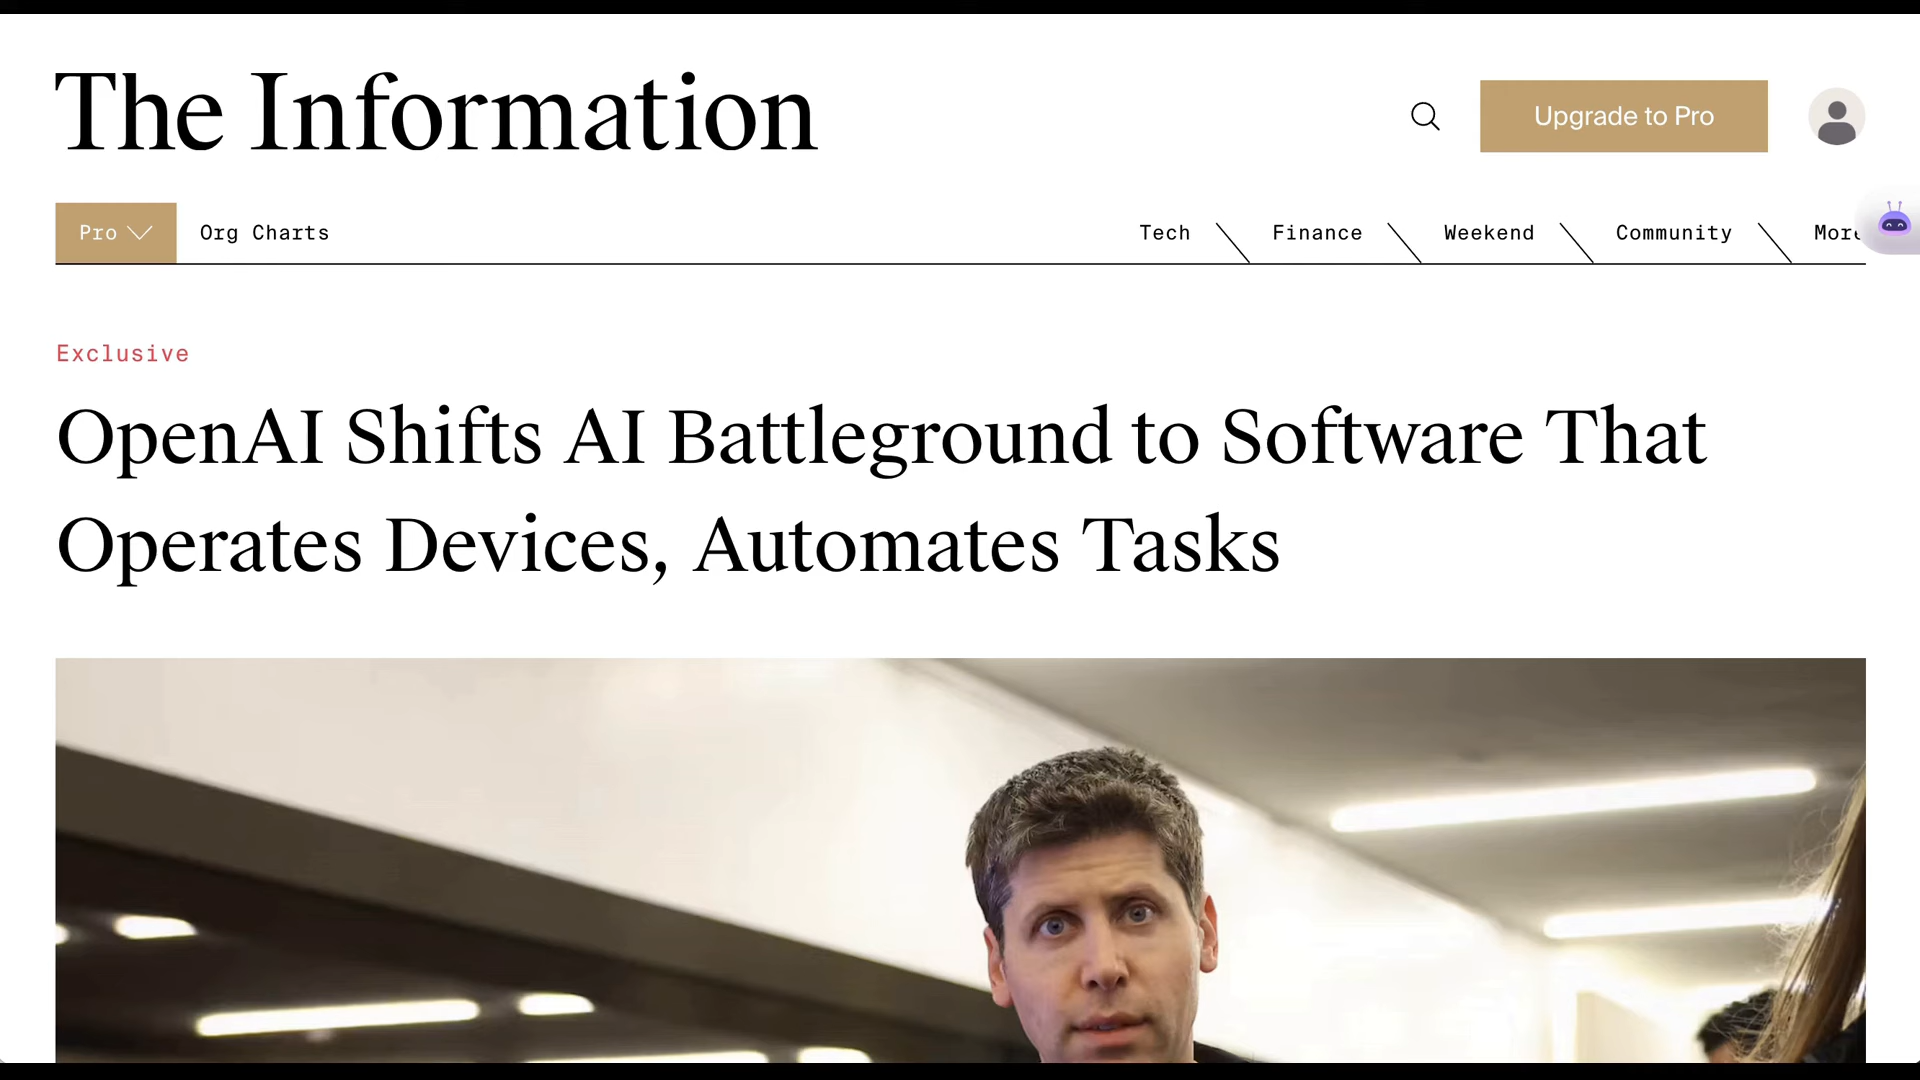 The Information
Upgrade to Pro
Pro
Org Charts
Tech
Finance
Weekend
Community
Exclusive
OpenAI Shifts AI Battleground to Software That
Operates Devices, Automates Tasks